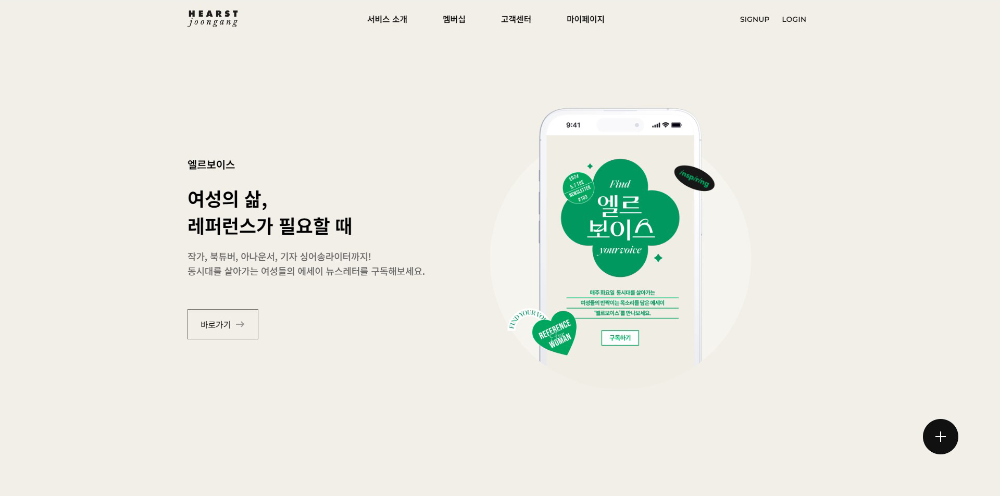 HEARST
joongang
서비스 소개
멤버십
고객센터
마이페이지
SIGNUP
LOGIN
엘르보이스
여성의 삶,
레퍼런스가 필요할 때
작가, 북튜버, 아나운서, 기자 싱어송라이터까지!
동시대를 살아가는 여성들의 에세이 뉴스레터를 구독해보세요.
바로가기
9:41
2024
5.7 TUE
NEWSLETTER
#103
Find
엘르
보이스
your voice
inspiring
매주 화요일 동시대를 살아가는
여성들의 반짝이는 목소리를 담은 에세이
‘엘르보이스’를 만나보세요.
구독하기
FIND YOUR VO
REFERENCE
for
WOMAN